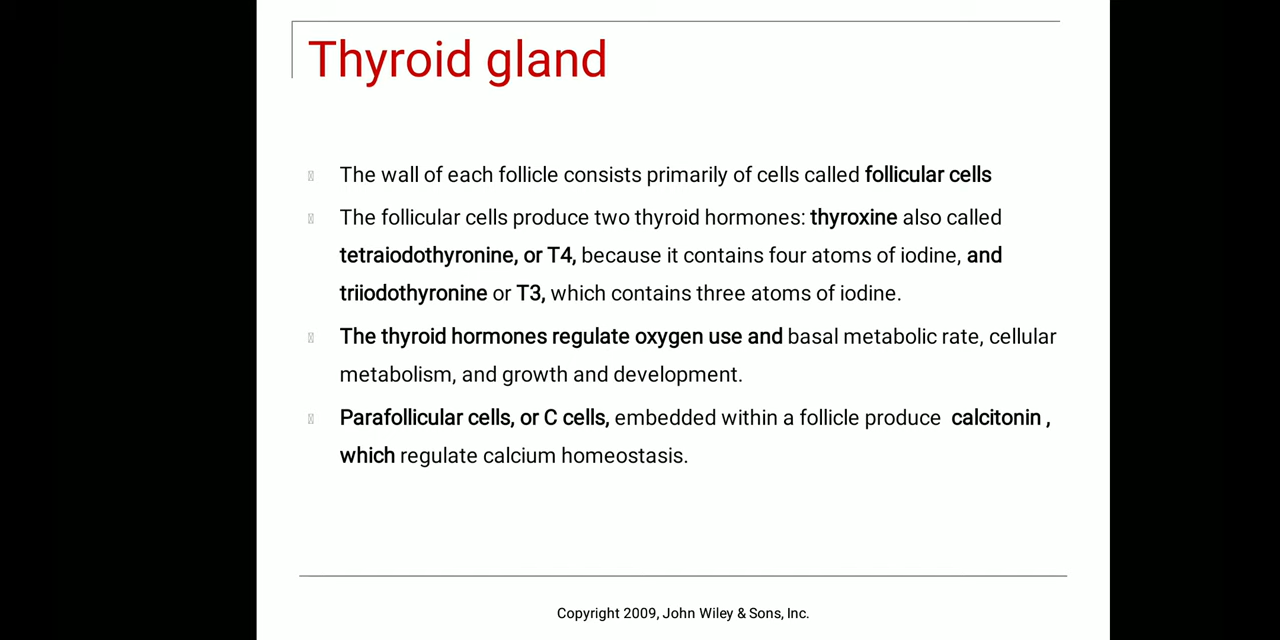 Thyroid gland
The wall of each follicle consists primarily of cells called follicular cells
The follicular cells produce two thyroid hormones: thyroxine also called
tetraiodothyronine, or T4, because it contains four atoms of iodine, and
triiodothyronine or T3, which contains three atoms of iodine.
The thyroid hormones regulate oxygen use and basal metabolic rate, cellular
metabolism, and growth and development.
Parafollicular cells, or C cells, embedded within a follicle produce  calcitonin ,
which regulate calcium homeostasis.
Copyright 2009, John Wiley & Sons, Inc.